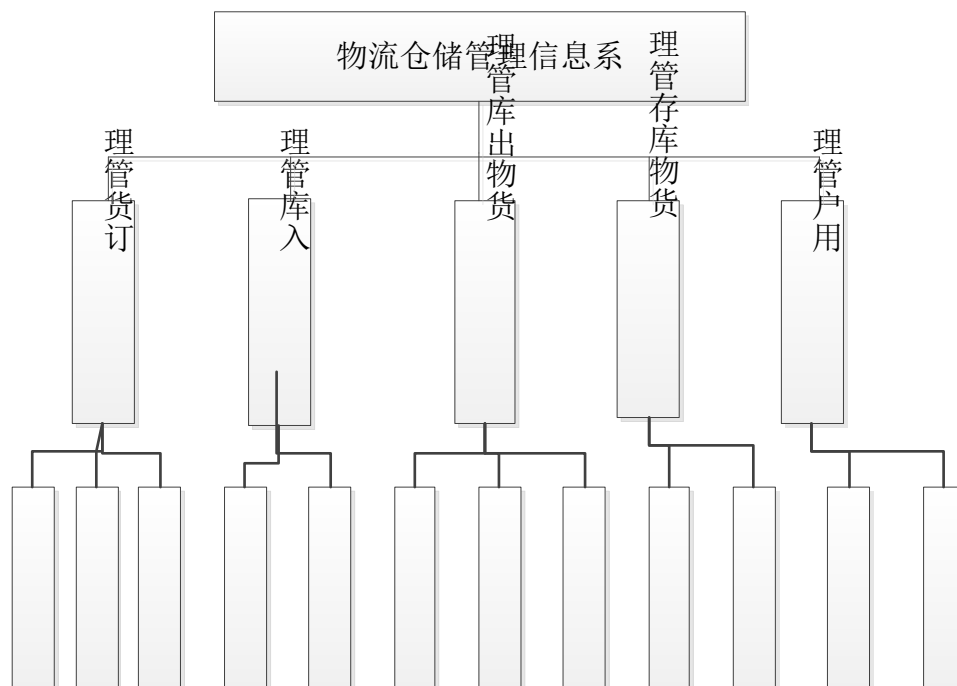 物流仓储管理信息系
理管货订
理管库入
理管库出物货
理管存库物货
理管户用